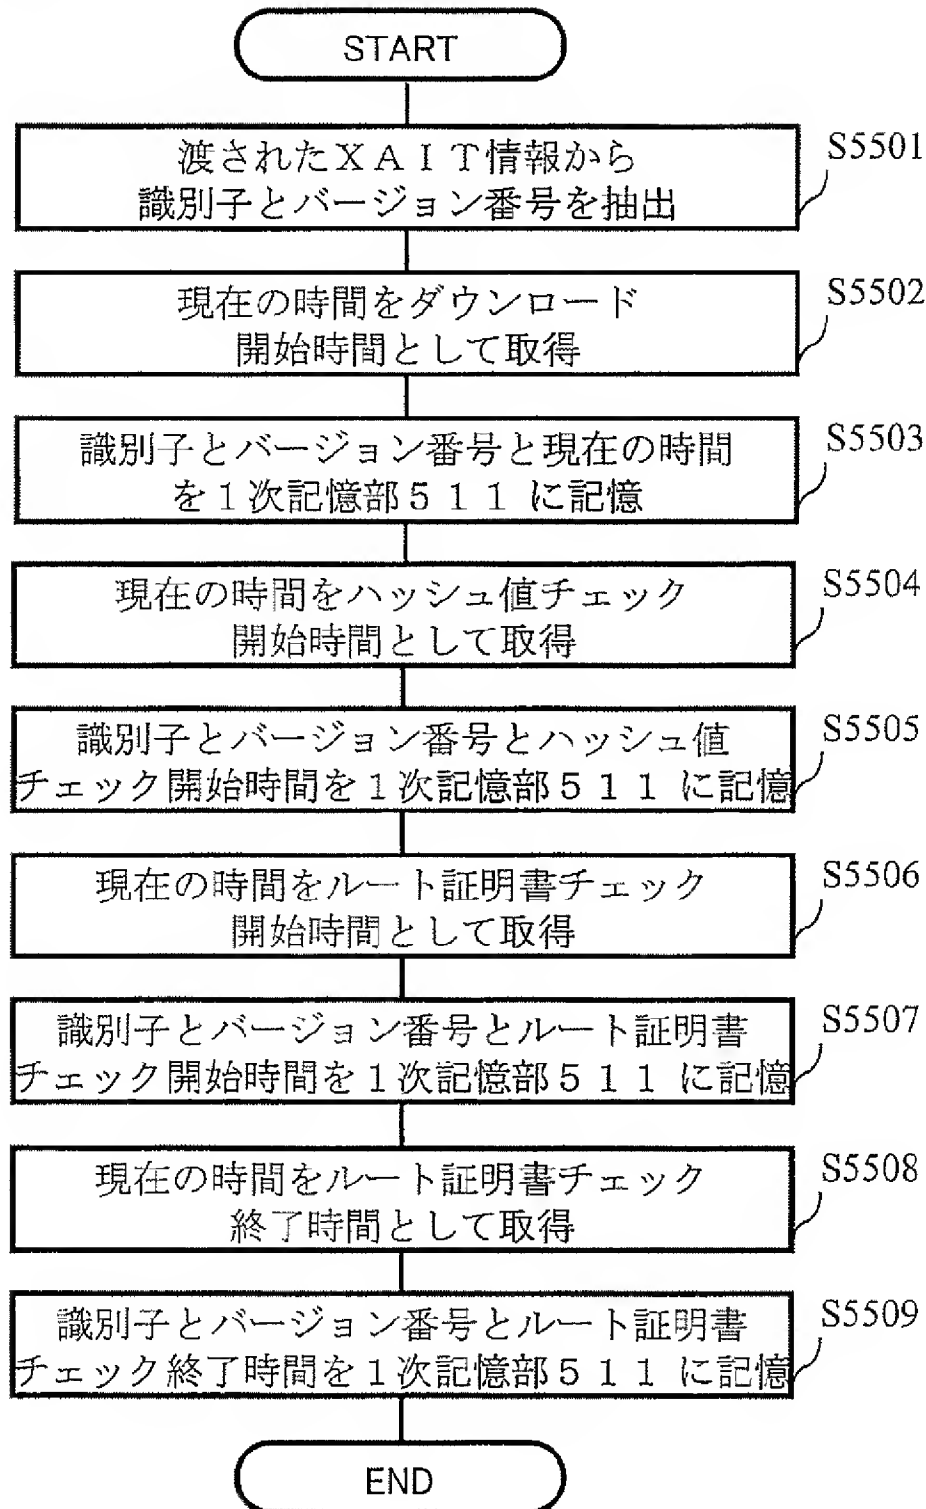 START
渡されたXAIT情報から
識別子とバージョン番号を抽出
S5501
現在の時間をダウンロード
開始時間として取得
S5502
識別子とバージョン番号と現在の時間
を1次記憶部511に記憶
S5503
現在の時間をハッシュ値チェック
開始時間として取得
S5504
識別子とバージョン番号とハッシュ値
チェック開始時間を1次記憶部511に記憶
S5505
現在の時間をルート証明書チェック
開始時間として取得
S5506
識別子とバージョン番号とルート証明書
チェック開始時間を1次記憶部511に記憶
S5507
現在の時間をルート証明書チェック
終了時間として取得
S5508
識別子とバージョン番号とルート証明書
チェック終了時間を1次記憶部511に記憶
S5509
END